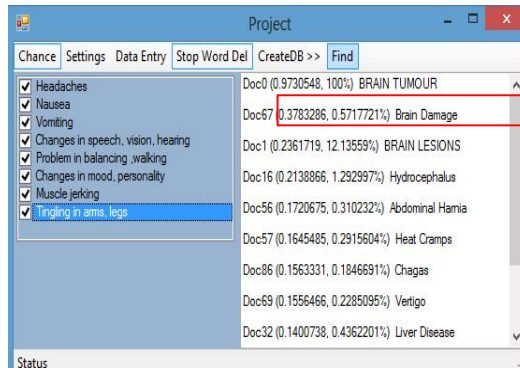 Project
Chance Settings Data Entry Stop Word Del CreateDB >> Find
Headaches
Nausea
Vomiting
Changes in speech, vision, hearing
Problem in balancing ,walking
Changes in mood, personality
Muscle jerking
Tingling in arms, legs
Doc0 (0.9730548, 100%) BRAIN TUMOUR
Doc67 (0.3783286, 0.5717721%) Brain Damage
Doc1 (0.2361719, 12.13559%) BRAIN LESIONS
Doc16 (0.2138866, 1.292997%) Hydrocephalus
Doc56 (0.1720675, 0.310232%) Abdominal Harnia
Doc57 (0.1645485, 0.2915604%) Heat Cramps
Doc86 (0.1563331, 0.1846691%) Chagas
Doc69 (0.1556466, 0.2285095%) Vertigo
Doc32 (0.1400738, 0.4362201%) Liver Disease
Status